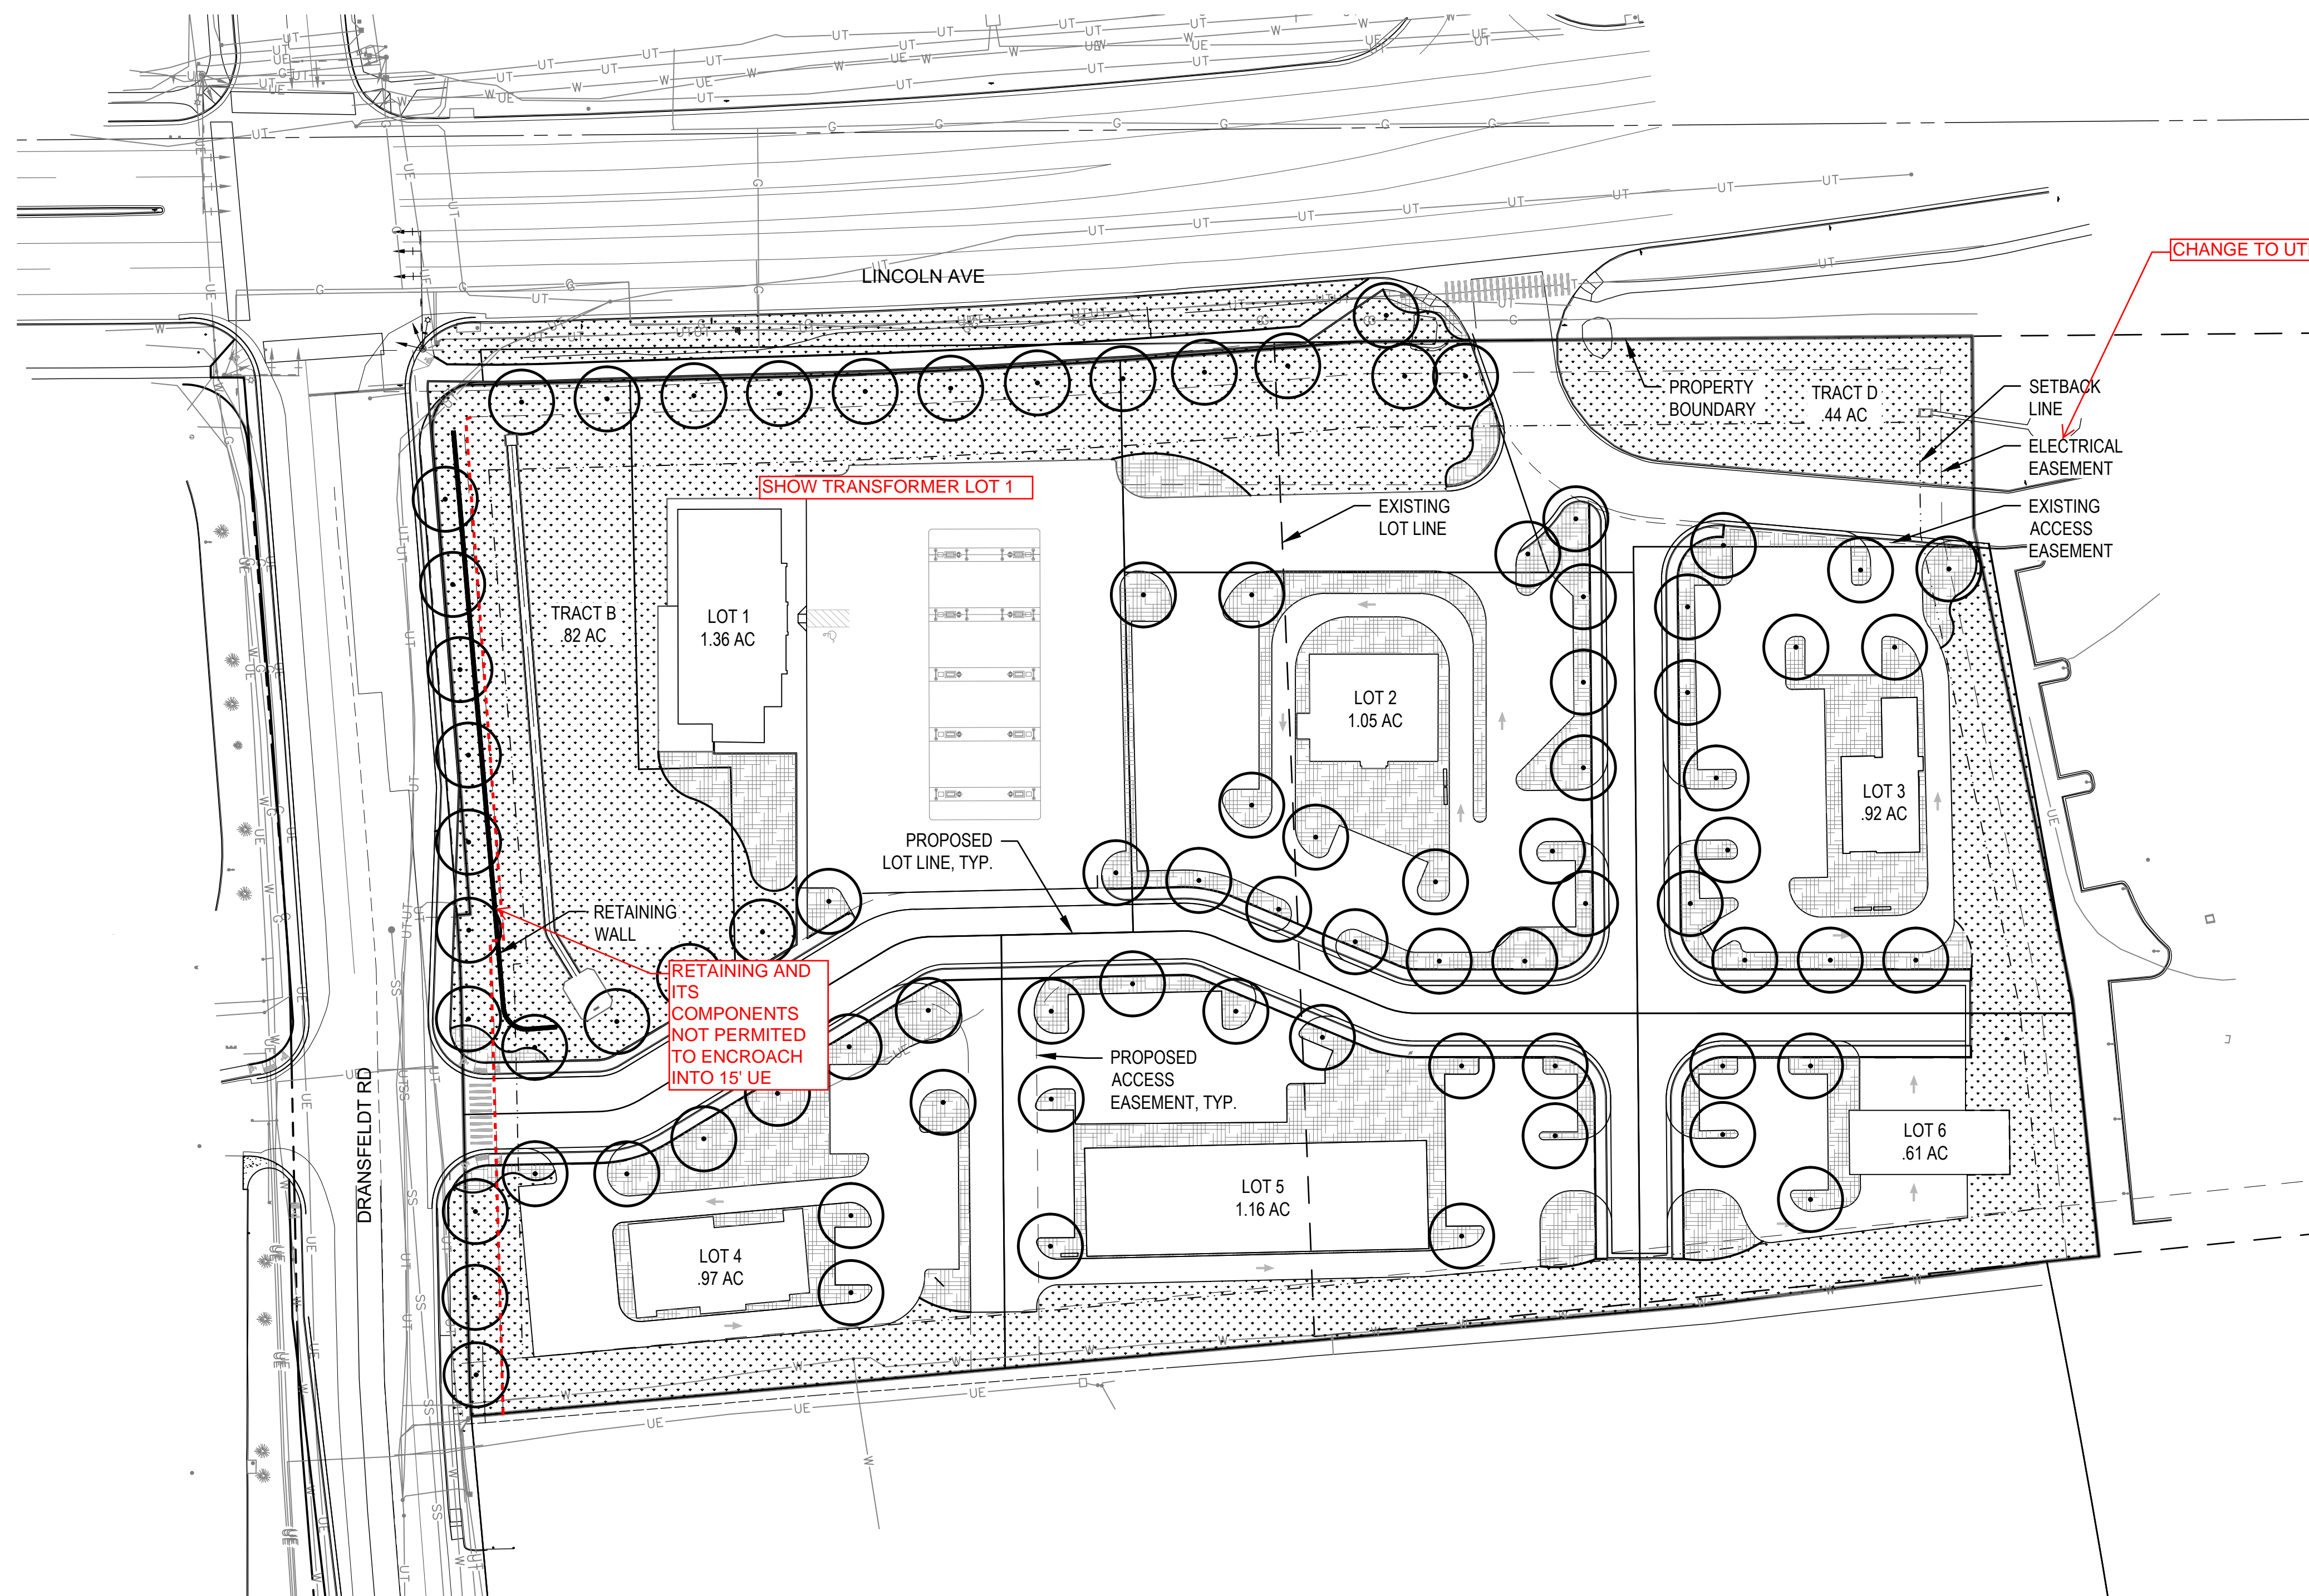 LINCOLN AVE
CHANGE TO UT
PROPERTY
BOUNDARY
TRACT D
.44 AC
SETBACK
LINE
ELECTRICAL
EASEMENT
SHOW TRANSFORMER LOT 1
EXISTING
LOT LINE
EXISTING
ACCESS
EASEMENT
TRACT B
.82 AC
LOT 1
1.36 AC
LOT 2
1.05 AC
LOT 3
.92 AC
PROPOSED
LOT LINE, TYP.
RETAINING
WALL
RETAINING AND
ITS
COMPONENTS
NOT PERMITED
TO ENCROACH
INTO 15' UE
PROPOSED
ACCESS
EASEMENT, TYP.
DRANSFELDT RD
LOT 6
.61 AC
LOT 5
1.16 AC
LOT 4
.97 AC